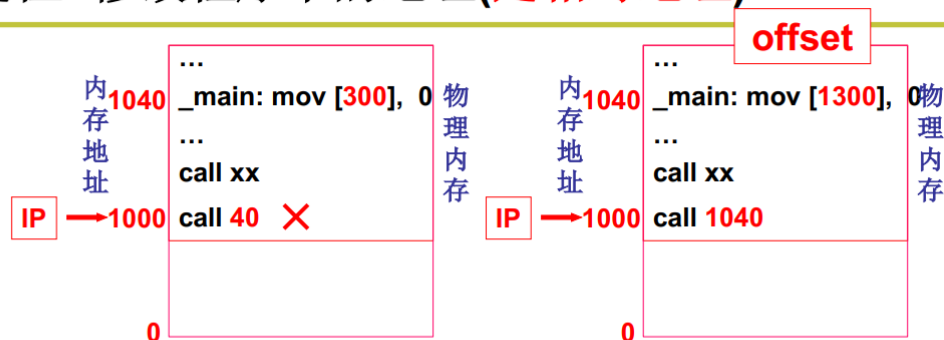 offset
...
1040 _main: mov [300], 0
...
call xx
IP 1000 call 40
0
内存地址
物理内存
...
1040 _main: mov [1300], 0
...
call xx
IP 1000 call 1040
0
内存地址
物理内存